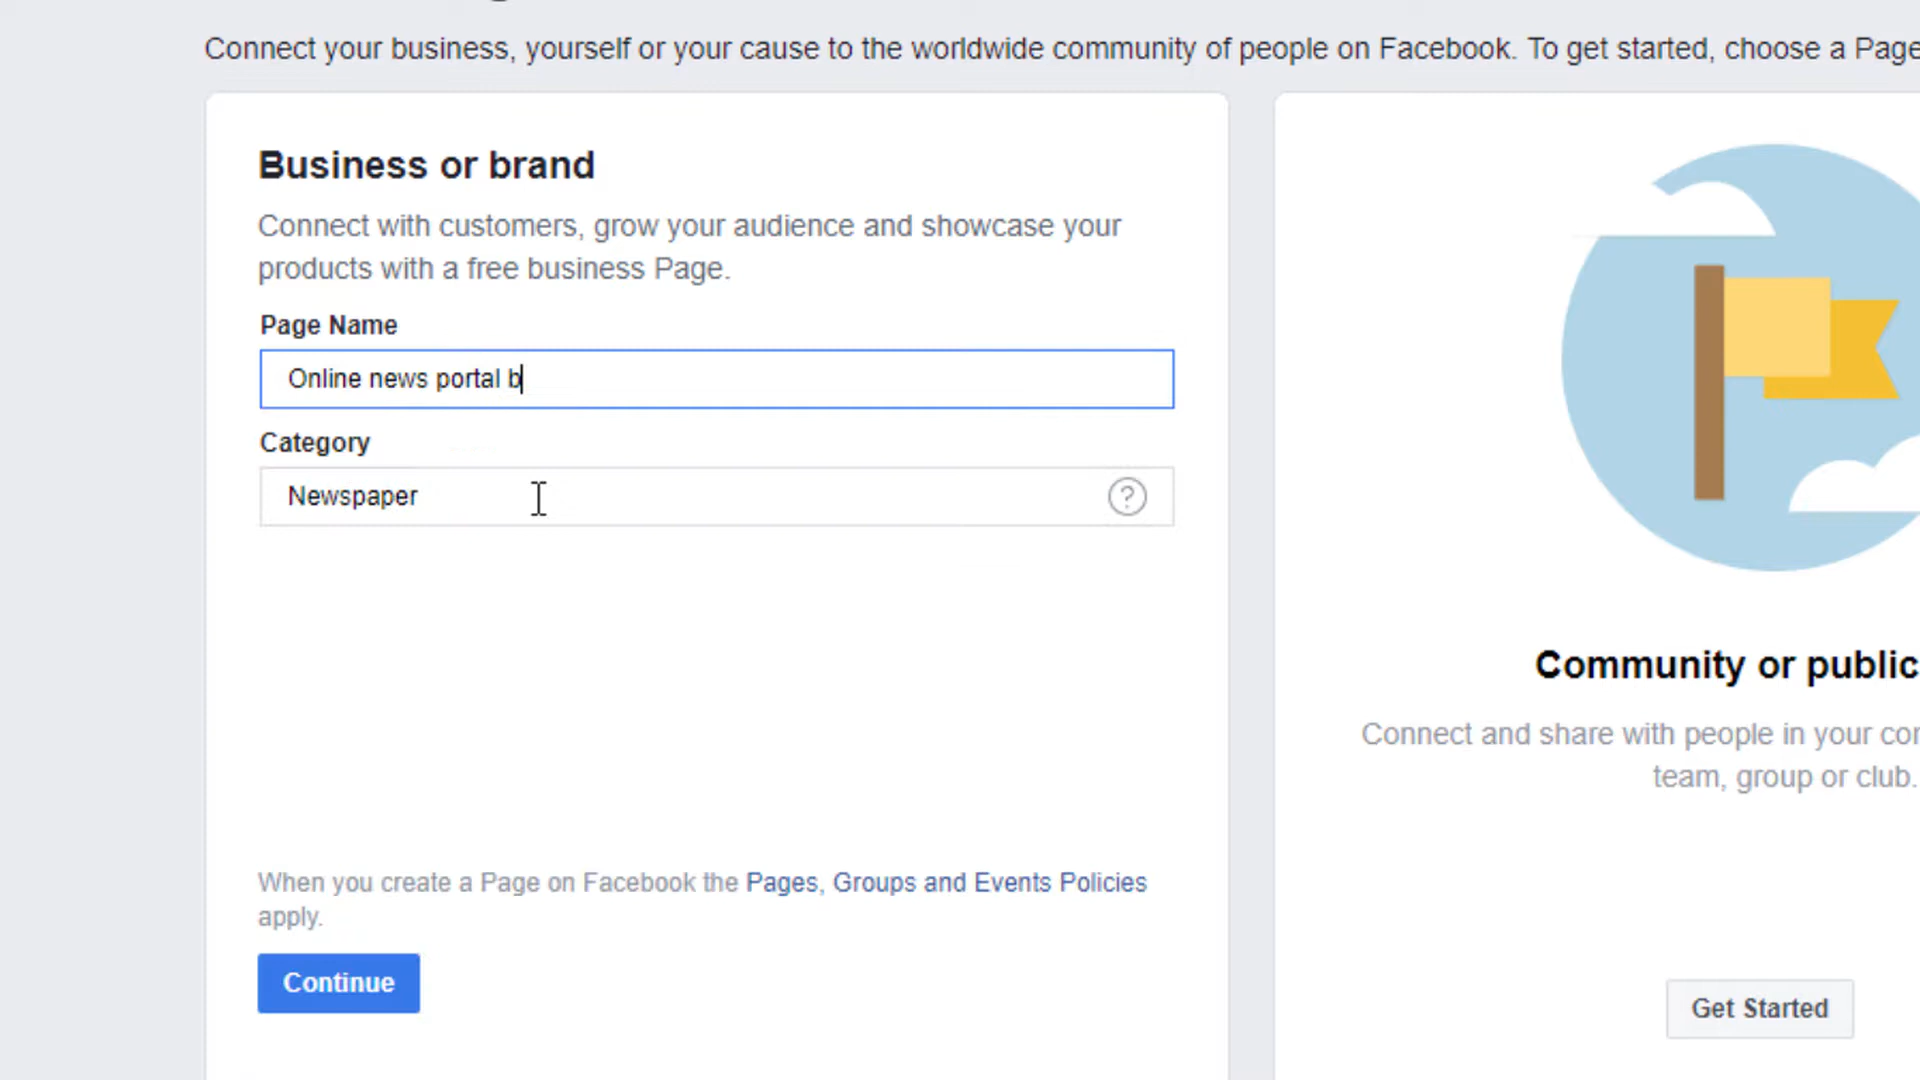 Connect your business, yourself or your cause to the worldwide community of people on Facebook. To get started, choose a Page
Business or brand
Connect with customers, grow your audience and showcase your
products with a free business Page.
Page Name
Online news portal b
Category
Newspaper
?
When you create a Page on Facebook the Pages, Groups and Events Policies
apply.
Continue
Community or public
Connect and share with people in your
team, group or club.
Get Started